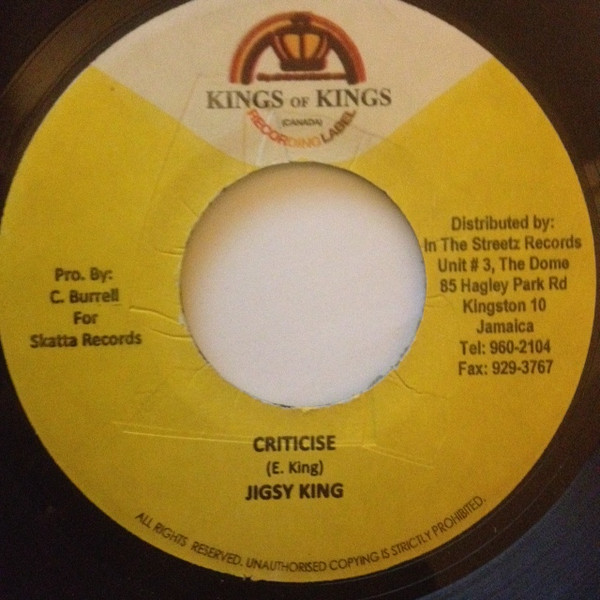 KINGS OF KINGS
(CANADA)
RECORDING LABEL
Pro. By:
C. Burrell
For
Skatta Records
Distributed by:
In The Streetz Records
Unit # 3, The Dome
85 Hagley Park Rd
Kingston 10
Jamaica
Tel: 960-2104
Fax: 929-3767
CRITICISE
(E. King)
JIGSY KING
ALL RIGHTS RESERVED. UNAUTHORISED COPYING IS STRICTLY PROHIBITED.